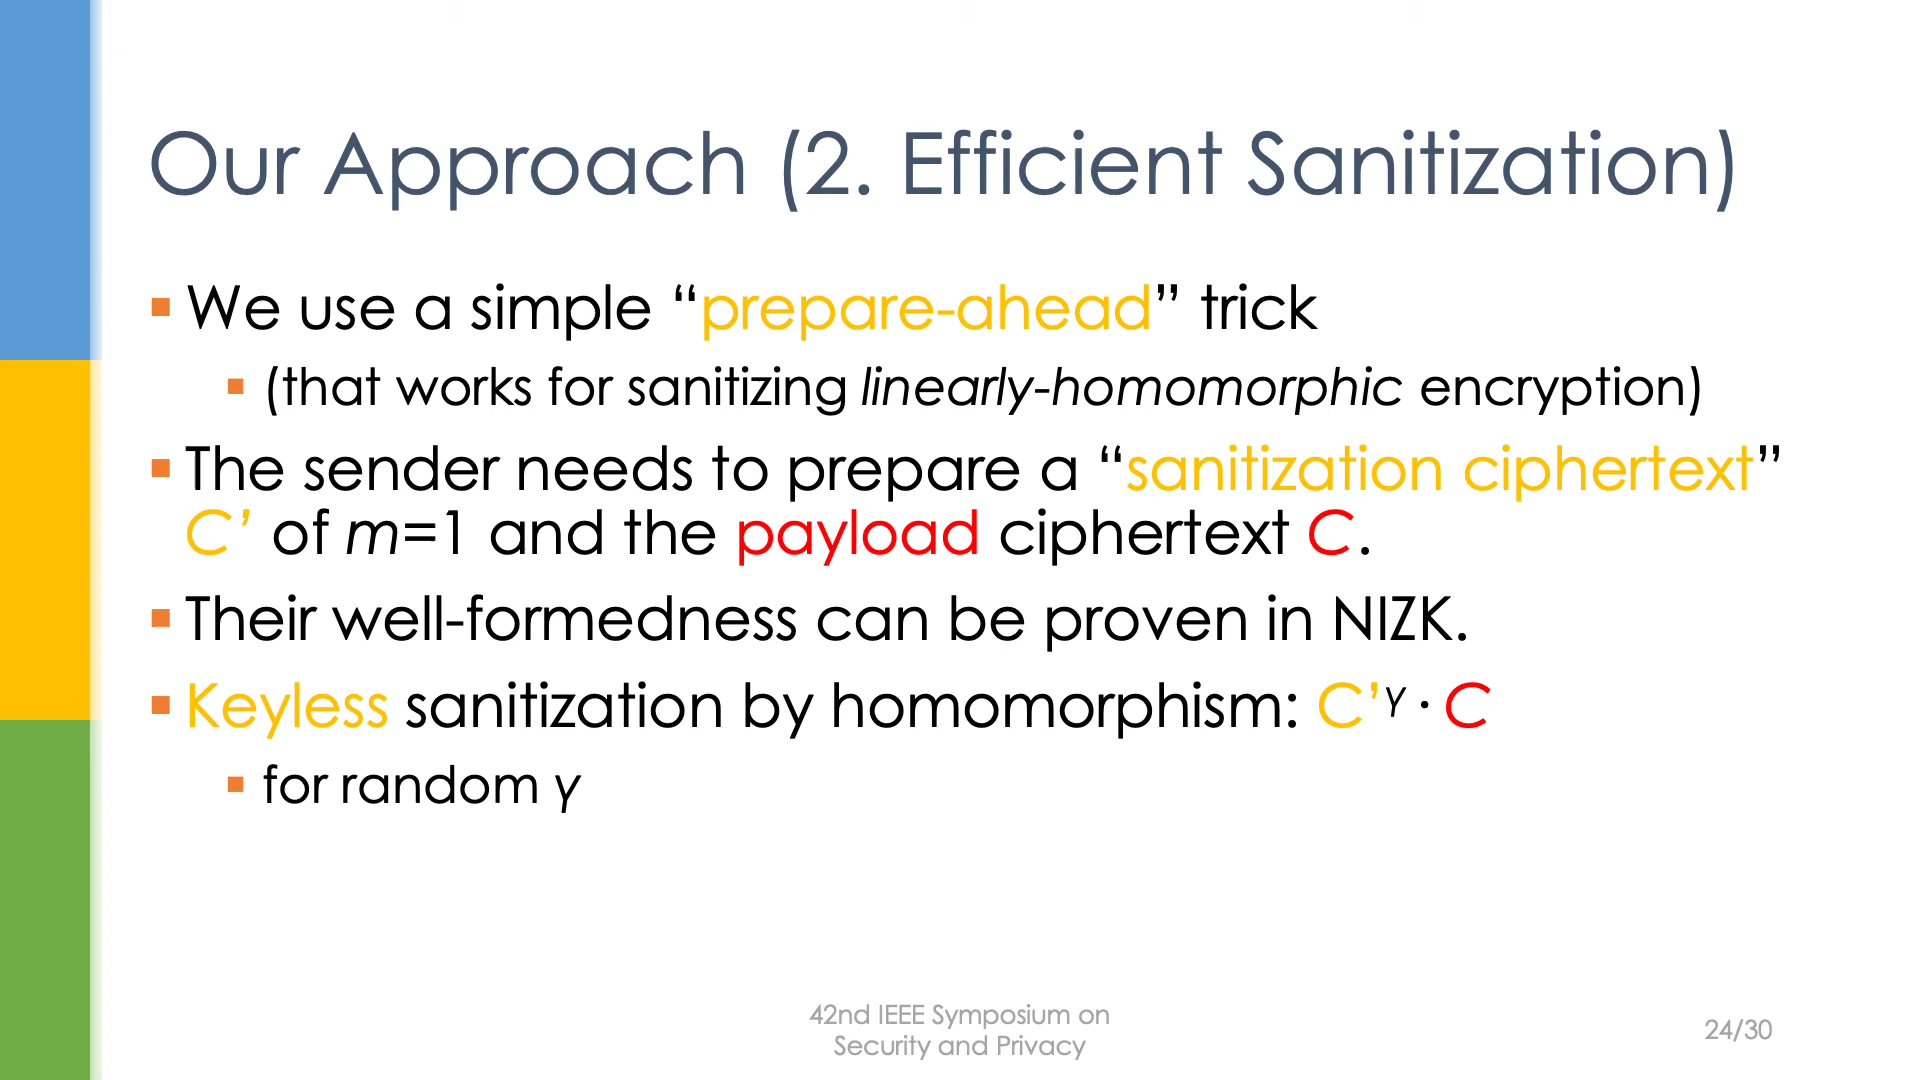 Our Approach (2. Efficient Sanitization)
▪ We use a simple “prepare-ahead” trick
▪ (that works for sanitizing linearly-homomorphic encryption)
▪ The sender needs to prepare a “sanitization ciphertext”
C’ of m=1 and the payload ciphertext C.
▪ Their well-formedness can be proven in NIZK.
▪ Keyless sanitization by homomorphism: C’^γ · C
▪ for random γ
42nd IEEE Symposium on
Security and Privacy
24/30